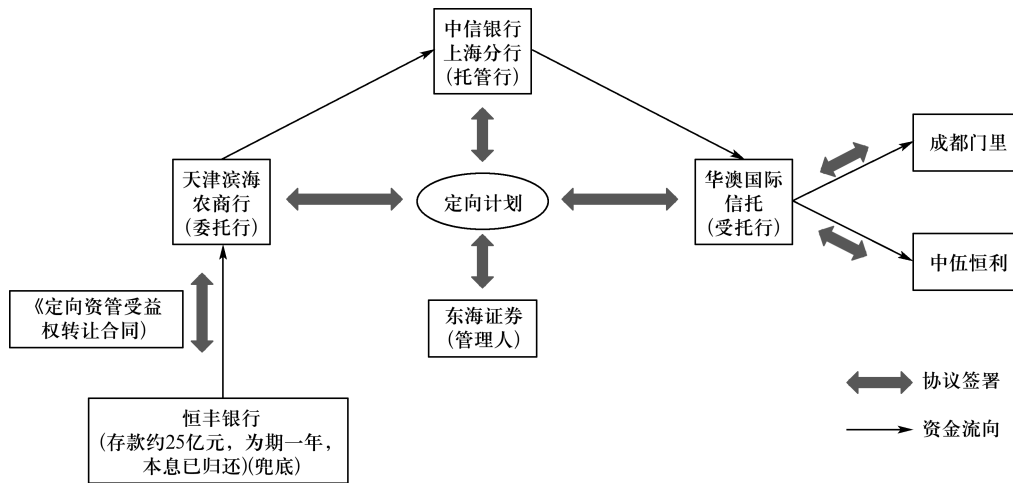 中信银行
上海分行
(托管行)
天津滨海
农商行
(委托行)
定向计划
华澳国际
信托
(受托行)
成都门里
中伍恒利
《定向资管受益
权转让合同）
东海证券
(管理人)
恒丰银行
(存款约25亿元，为期一年，
本息已归还)(兜底)
协议签署
资金流向